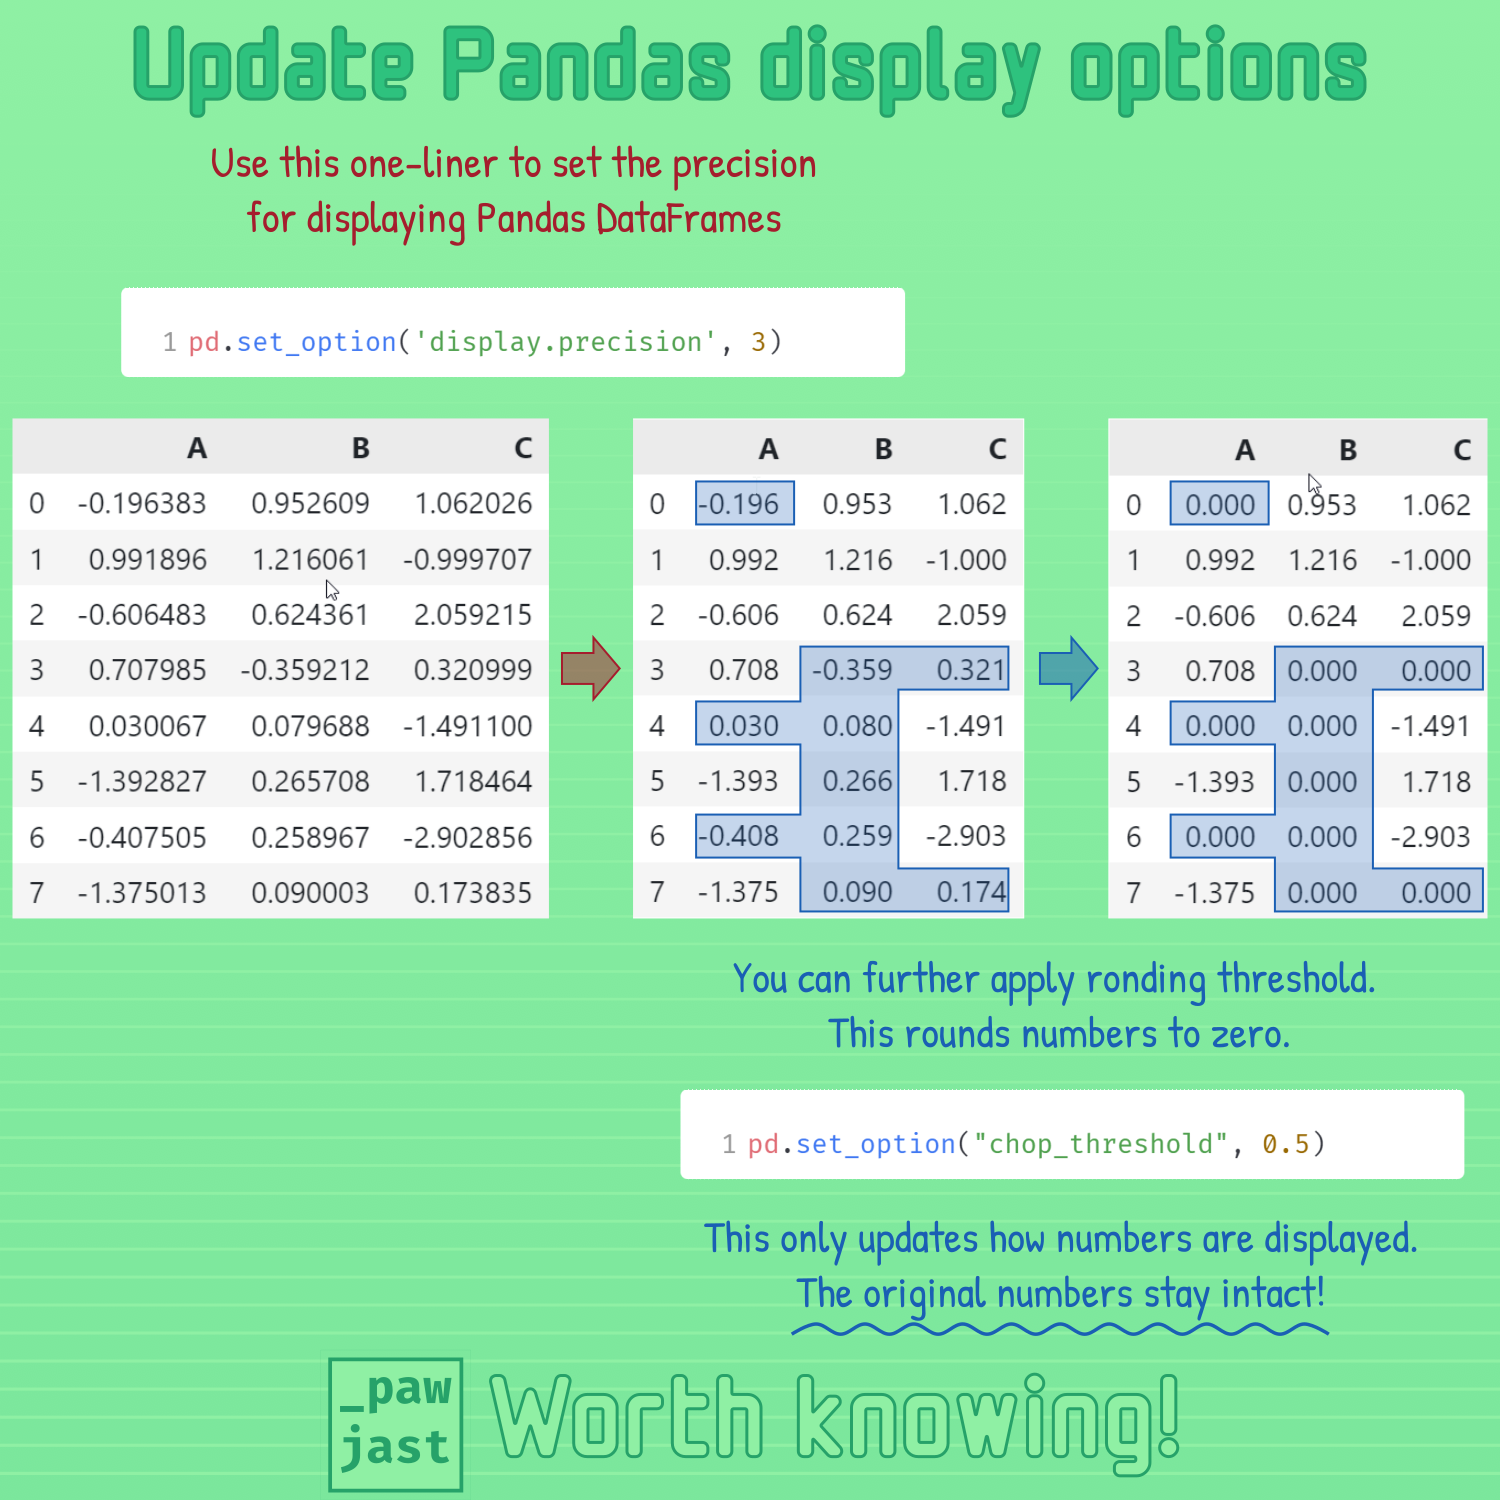 Update Pandas display options
Use this one-liner to set the precision
for displaying Pandas DataFrames
1 pd.set_option('display.precision', 3)
A B C
0 -0.196383 0.952609 1.062026
1 0.991896 1.216061 -0.999707
2 -0.606483 0.624361 2.059215
3 0.707985 -0.359212 0.320999
4 0.030067 0.079688 -1.491100
5 -1.392827 0.265708 1.718464
6 -0.407505 0.258967 -2.902856
7 -1.375013 0.090003 0.173835
A B C
0 -0.196 0.953 1.062
1 0.992 1.216 -1.000
2 -0.606 0.624 2.059
3 0.708 -0.359 0.321
4 0.030 0.080 -1.491
5 -1.393 0.266 1.718
6 -0.408 0.259 -2.903
7 -1.375 0.090 0.174
A B C
0 0.000 0.953 1.062
1 0.992 1.216 -1.000
2 -0.606 0.624 2.059
3 0.708 0.000 0.000
4 0.000 0.000 -1.491
5 -1.393 0.000 1.718
6 0.000 0.000 -2.903
7 -1.375 0.000 0.000
You can further apply ronding threshold.
This rounds numbers to zero.
1 pd.set_option("chop_threshold", 0.5)
This only updates how numbers are displayed.
The original numbers stay intact!
_paw
jast
Worth knowing!